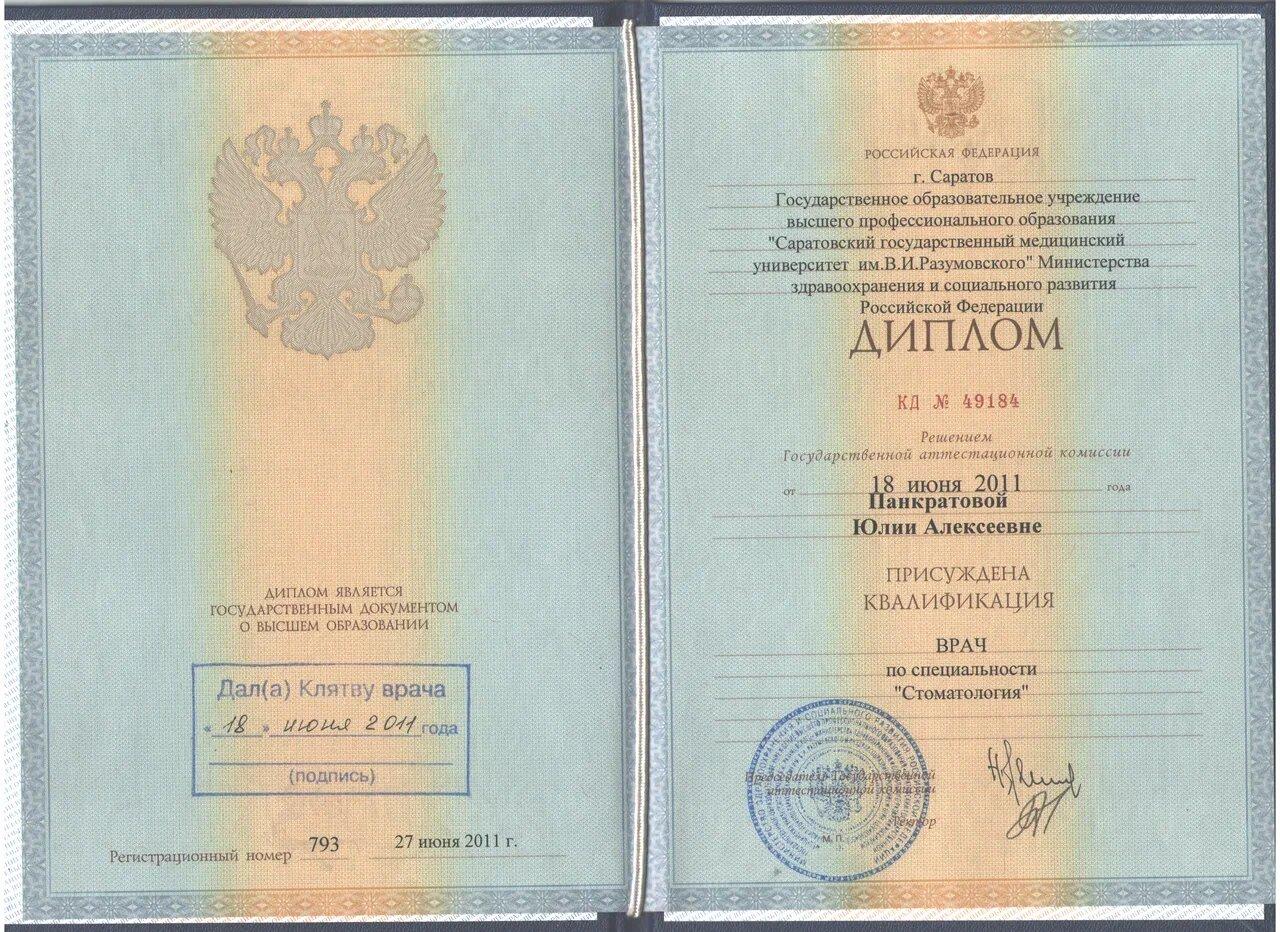 ДИПЛОМ ЯВЛЯЕТСЯ
ГОСУДАРСТВЕННЫМ ДОКУМЕНТОМ
О ВЫСШЕМ ОБРАЗОВАНИИ
Дал(а) Клятву врача
«18» июня 2011 года
(подпись)
Регистрационный номер 793 27 июня 2011 г.
РОССИЙСКАЯ ФЕДЕРАЦИЯ
г. Саратов
Государственное образовательное учреждение
высшего профессионального образования
"Саратовский государственный медицинский
университет им.В.И.Разумовского" Министерства
здравоохранения и социального развития
Российской Федерации
ДИПЛОМ
КД № 49184
Решением
Государственной аттестационной комиссии
от 18 июня 2011 года
Панкратовой
Юлии Алексеевне
ПРИСУЖДЕНА
КВАЛИФИКАЦИЯ
ВРАЧ
по специальности
"Стоматология"
Председатель Государственной
аттестационной комиссии
Ректор
М.П.